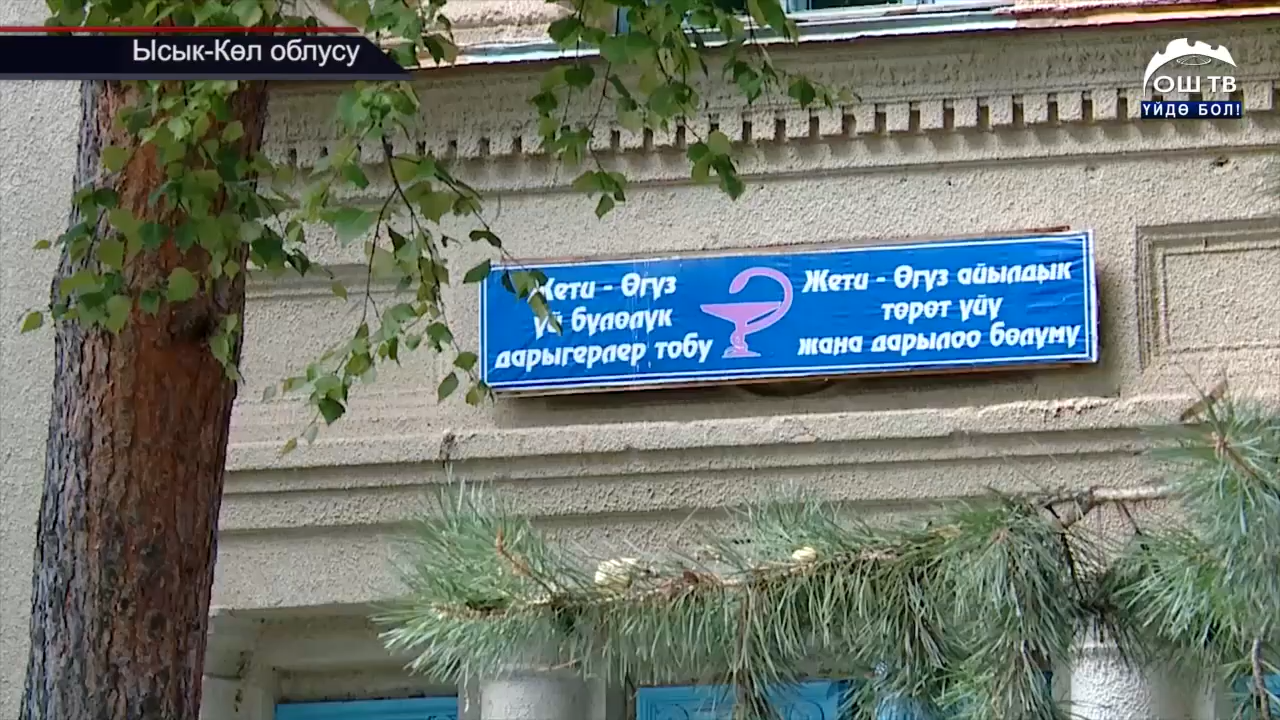 Ысык-Көл облусу
ОШ ТВ
ҮЙДӨ БОЛ!
Жети - Өгүз
үй бүлөлүк
дарыгерлер тобу
Жети - Өгүз айылдык
төрөт үйү
жана дарылоо бөлүмү